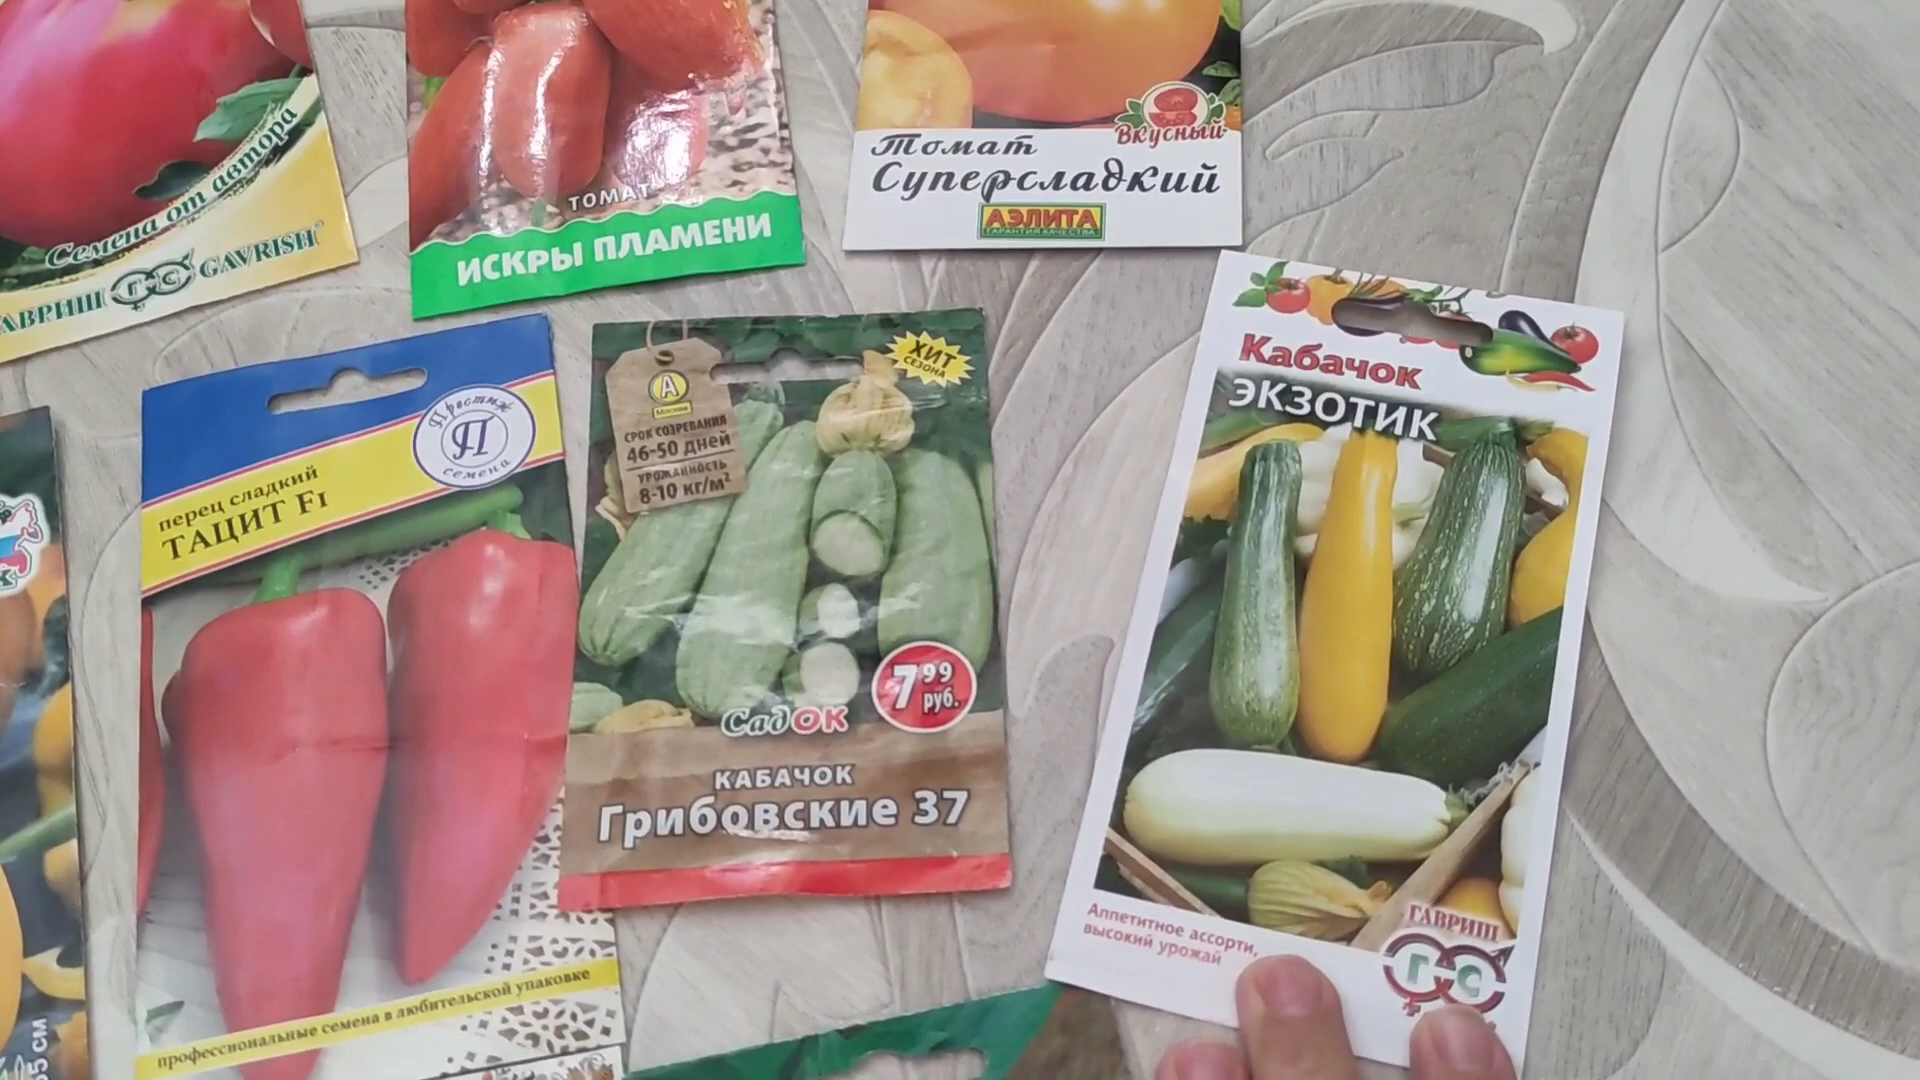 Семена от автора
ГАВРИШ ГС GAVRISH®
ТОМАТ
ИСКРЫ ПЛАМЕНИ
Вкусный
Томат
Суперсладкий
АЭЛИТА
ГАРАНТИЯ КАЧЕСТВА
Престиж
П
семена
перец сладкий
ТАЦИТ F1
профессиональные семена в любительской упаковке
А
Москва
СРОК СОЗРЕВАНИЯ
46-50 дней
УРОЖАЙНОСТЬ
8-10 кг/м²
ХИТ
СЕЗОНА
7 99
руб.
СадОК
КАБАЧОК
Грибовские 37
Кабачок
ЭКЗОТИК
Аппетитное ассорти,
высокий урожай
ГАВРИШ
ГС